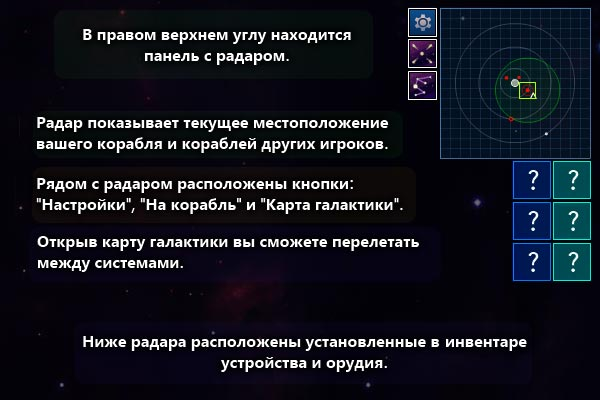 В правом верхнем углу находится
панель с радаром.
Радар показывает текущее местоположение
вашего корабля и кораблей других игроков.
Рядом с радаром расположены кнопки:
"Настройки", "На корабль" и "Карта галактики".
Открыв карту галактики вы сможете перелетать
между системами.
? ?
? ?
? ?
Ниже радара расположены установленные в инвентаре
устройства и орудия.